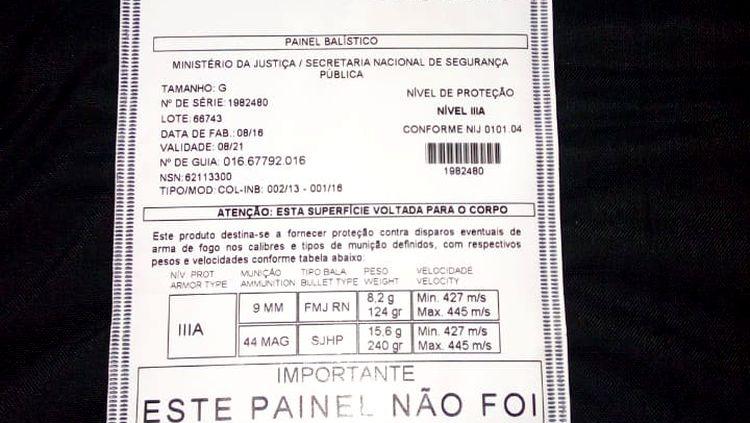 PAINEL BALÍSTICO
MINISTÉRIO DA JUSTIÇA / SECRETARIA NACIONAL DE SEGURANÇA
PÚBLICA
TAMANHO: G
Nº DE SÉRIE: 1982480
LOTE: 66743
DATA DE FAB.: 08/16
VALIDADE: 08/21
Nº DE GUIA: 016.67792.016
NSN: 62113300
TIPO/MOD: COL-INB: 002/13 - 001/16
NÍVEL DE PROTEÇÃO
NÍVEL IIIA
CONFORME NIJ 0101.04
1982480
ATENÇÃO: ESTA SUPERFÍCIE VOLTADA PARA O CORPO
Este produto destina-se a fornecer proteção contra disparos eventuais de
arma de fogo nos calibres e tipos de munição definidos, com respectivos
pesos e velocidades conforme tabela abaixo:
NÍV. PROT MUNIÇÃO TIPO BALA PESO VELOCIDADE
ARMOR TYPE AMMUNITION BULLET TYPE WEIGHT VELOCITY
IIIA
9 MM FMJ RN 8,2 g Min. 427 m/s
124 gr Max. 445 m/s
44 MAG SJHP 15,6 g Min. 427 m/s
240 gr Max. 445 m/s
IMPORTANTE
ESTE PAINEL NÃO FOI